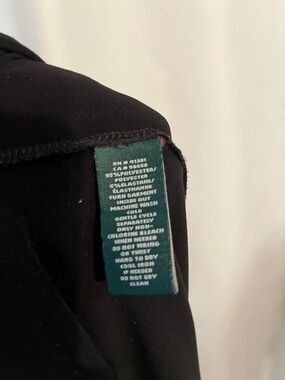 RN # 41381
CA # 56658
95%POLYESTER/
POLYESTER
5%ELASTANE/
ÉLASTHANNE
TURN GARMENT
INSIDE OUT
MACHINE WASH
COLD
GENTLE CYCLE
SEPARATELY
ONLY NON-
CHLORINE BLEACH
WHEN NEEDED
DO NOT WRING
OR TWIST
HANG TO DRY
COOL IRON
IF NEEDED
DO NOT DRY
CLEAN